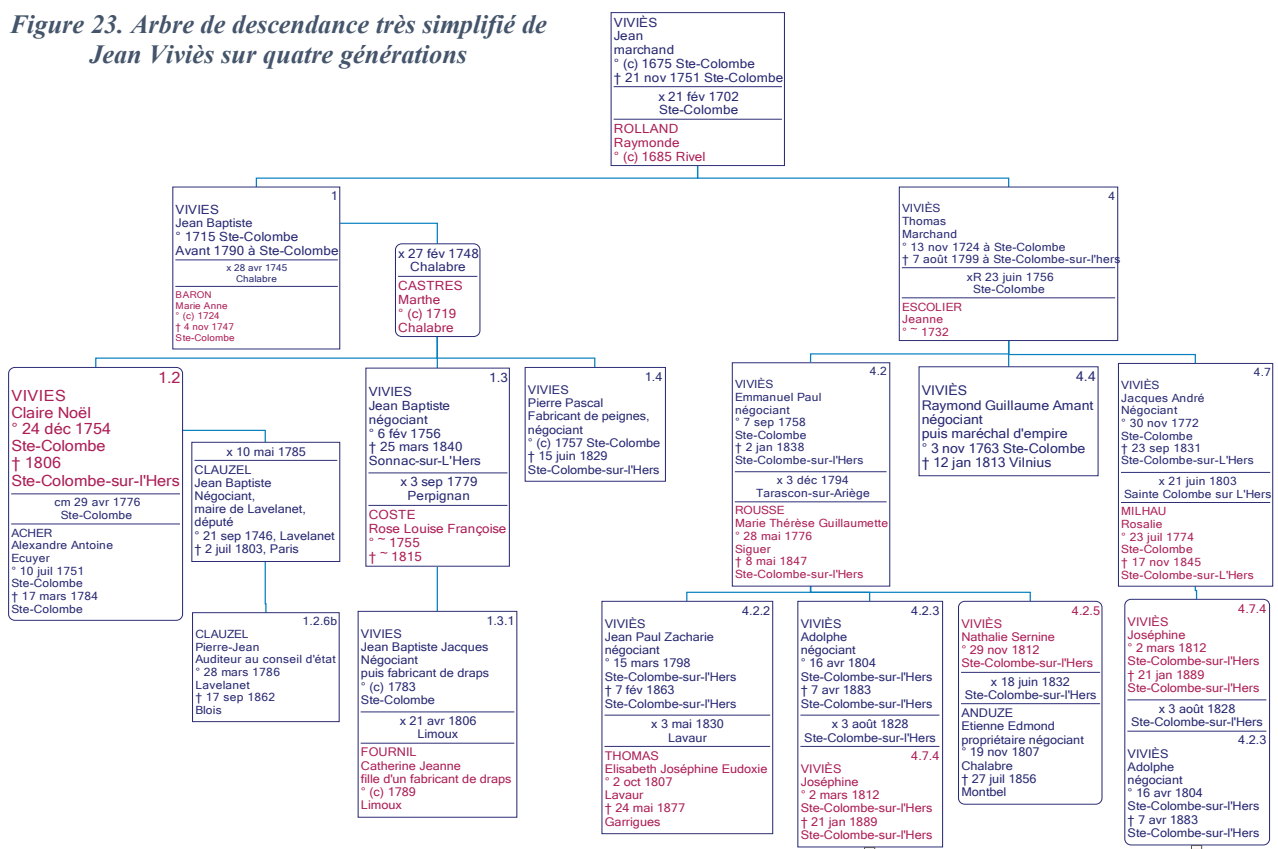 Figure 23. Arbre de descendance très simplifié de
Jean Viviès sur quatre générations
VIVIÈS
Jean
marchand
° (c) 1675 Ste-Colombe
† 21 nov 1751 Ste-Colombe
x 21 fév 1702
Ste-Colombe
ROLLAND
Raymonde
° (c) 1685 Rivel
1
VIVIES
Jean Baptiste
° 1715 Ste-Colombe
Avant 1790 à Ste-Colombe
x 28 avr 1745
Chalabre
BARON
Marie Anne
° (c) 1724
† 4 nov 1747
Ste-Colombe
x 27 fév 1748
Chalabre
CASTRES
Marthe
° (c) 1719
Chalabre
4
VIVIÈS
Thomas
Marchand
° 13 nov 1724 à Ste-Colombe
† 7 août 1799 à Ste-Colombe-sur-l'hers
xR 23 juin 1756
Ste-Colombe
ESCOLIER
Jeanne
° ~ 1732
1.2
VIVIES
Claire Noël
° 24 déc 1754
Ste-Colombe
† 1806
Ste-Colombe-sur-l'Hers
cm 29 avr 1776
Ste-Colombe
ACHER
Alexandre Antoine
Ecuyer
° 10 juil 1751
Ste-Colombe
† 17 mars 1784
Ste-Colombe
x 10 mai 1785
CLAUZEL
Jean Baptiste
Négociant,
maire de Lavelanet,
député
° 21 sep 1746, Lavelanet
† 2 juil 1803, Paris
1.3
VIVIES
Jean Baptiste
négociant
° 6 fév 1756
† 25 mars 1840
Sonnac-sur-L'Hers
x 3 sep 1779
Perpignan
COSTE
Rose Louise Françoise
° ~ 1755
† ~ 1815
1.4
VIVIES
Pierre Pascal
Fabricant de peignes,
négociant
° (c) 1757 Ste-Colombe
† 15 juin 1829
Ste-Colombe-sur-l'Hers
4.2
VIVIÈS
Emmanuel Paul
négociant
° 7 sep 1758
Ste-Colombe
† 2 jan 1838
Ste-Colombe-sur-l'Hers
x 3 déc 1794
Tarascon-sur-Ariège
ROUSSE
Marie Thérèse Guillaumette
° 28 mai 1776
Siguer
† 8 mai 1847
Ste-Colombe-sur-l'Hers
4.4
VIVIÈS
Raymond Guillaume Amant
négociant
puis maréchal d'empire
° 3 nov 1763 Ste-Colombe
† 12 jan 1813 Vilnius
4.7
VIVIÈS
Jacques André
Négociant
° 30 nov 1772
† 23 sep 1831
Ste-Colombe-sur-L'Hers
x 21 juin 1803
Sainte Colombe sur L'Hers
MILHAU
Rosalie
° 23 juil 1774
Ste-Colombe
† 17 nov 1845
Ste-Colombe-sur-L'Hers
1.2.6b
CLAUZEL
Pierre-Jean
Auditeur au conseil d'état
° 28 mars 1786
Lavelanet
† 17 sep 1862
Blois
1.3.1
VIVIES
Jean Baptiste Jacques
Négociant
puis fabricant de draps
° (c) 1783
Ste-Colombe
x 21 avr 1806
Limoux
FOURNIL
Catherine Jeanne
fille d'un fabricant de draps
° (c) 1789
Limoux
4.2.2
VIVIÈS
Jean Paul Zacharie
négociant
° 15 mars 1798
Ste-Colombe-sur-l'Hers
† 7 fév 1863
Ste-Colombe-sur-l'Hers
x 3 mai 1830
Lavaur
THOMAS
Elisabeth Joséphine Eudoxie
° 2 oct 1807
Lavaur
† 24 mai 1877
Garrigues
4.2.3
VIVIÈS
Adolphe
négociant
° 16 avr 1804
Ste-Colombe-sur-l'Hers
† 7 avr 1883
Ste-Colombe-sur-l'Hers
x 3 août 1828
Ste-Colombe-sur-l'Hers
4.7.4
VIVIÈS
Joséphine
° 2 mars 1812
Ste-Colombe-sur-l'Hers
† 21 jan 1889
Ste-Colombe-sur-l'Hers
4.2.5
VIVIÈS
Nathalie Sernine
° 29 nov 1812
Ste-Colombe-sur-l'Hers
x 18 juin 1832
Ste-Colombe-sur-l'Hers
ANDUZE
Etienne Edmond
propriétaire négociant
° 19 nov 1807
Chalabre
† 27 juil 1856
Montbel
4.7.4
VIVIÈS
Joséphine
° 2 mars 1812
Ste-Colombe-sur-l'Hers
† 21 jan 1889
Ste-Colombe-sur-l'Hers
x 3 août 1828
Ste-Colombe-sur-l'Hers
4.2.3
VIVIÈS
Adolphe
négociant
° 16 avr 1804
Ste-Colombe-sur-l'Hers
† 7 avr 1883
Ste-Colombe-sur-l'Hers